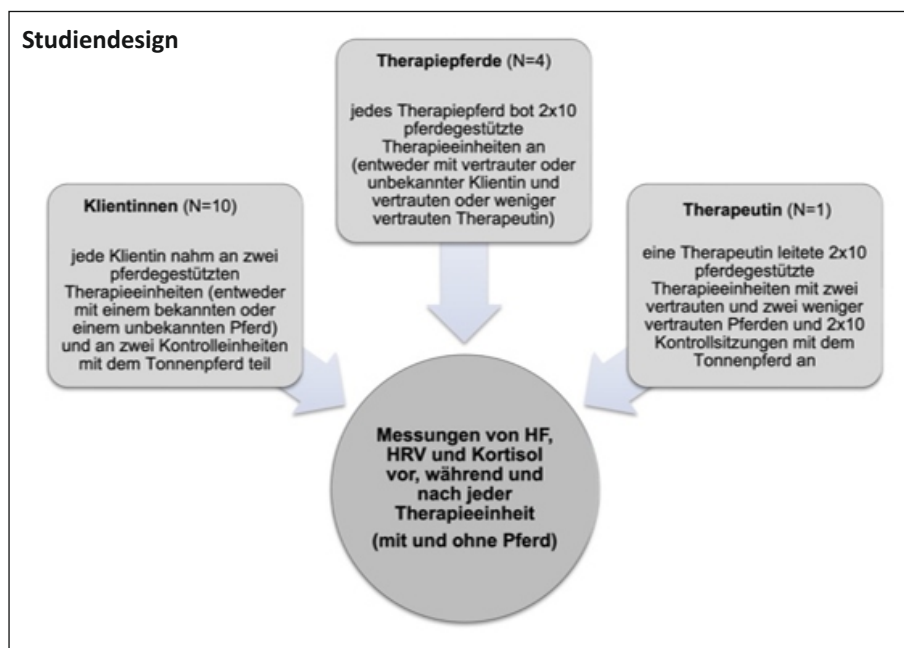 Studiendesign
Therapiepferde (N=4)
jedes Therapiepferd bot 2x10
pferdegestützte
Therapieeinheiten an
(entweder mit vertrauter oder
unbekannter Klientin und
vertrauten oder weniger
vertrauten Therapeutin)
Klientinnen (N=10)
jede Klientin nahm an zwei
pferdegestützten
Therapieeinheiten (entweder
mit einem bekannten oder
einem unbekannten Pferd)
und an zwei Kontrolleinheiten
mit dem Tonnenpferd teil
Therapeutin (N=1)
eine Therapeutin leitete 2x10
pferdegestützte
Therapieeinheiten mit zwei
vertrauten und zwei weniger
vertrauten Pferden und 2x10
Kontrollsitzungen mit dem
Tonnenpferd an
Messungen von HF,
HRV und Kortisol
vor, während und
nach jeder
Therapieeinheit
(mit und ohne Pferd)